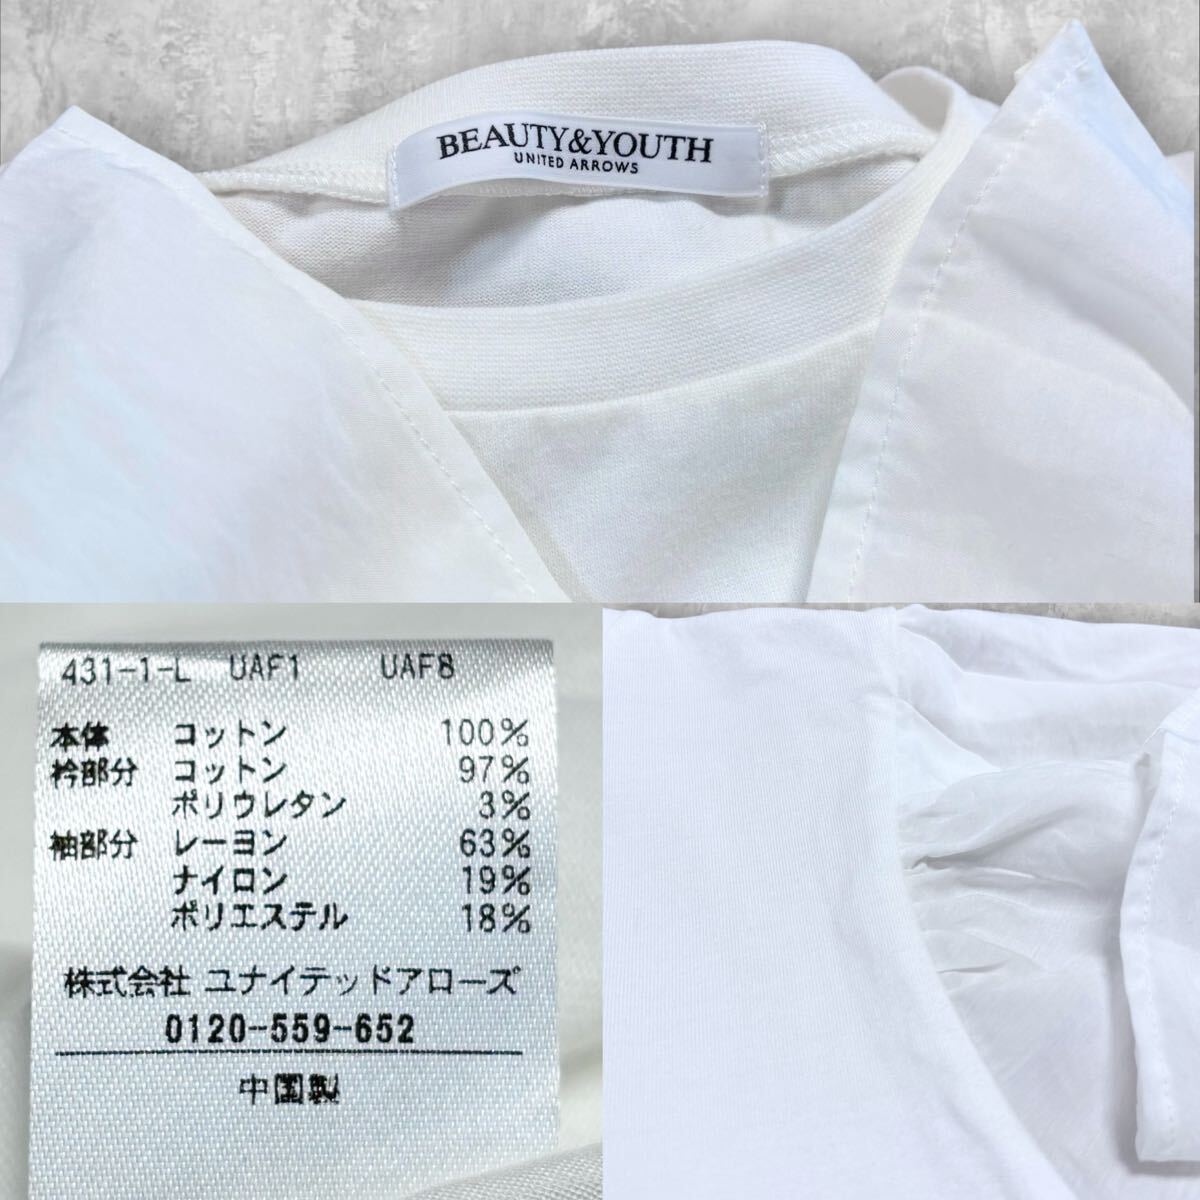 BEAUTY&YOUTH
UNITED ARROWS
431-1-L UAF1 UAF8
本体 コットン 100%
衿部分 コットン 97%
ポリウレタン 3%
袖部分 レーヨン 63%
ナイロン 19%
ポリエステル 18%
株式会社 ユナイテッドアローズ
0120-559-652
中国製